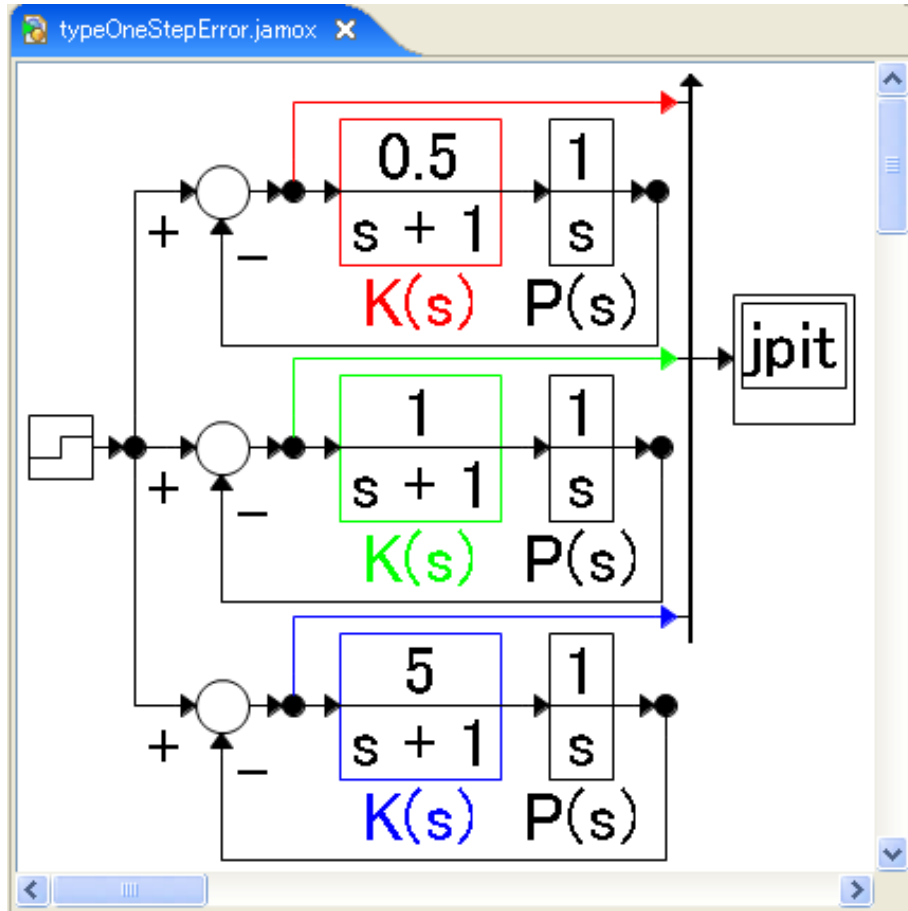 typeOneStepError.jamox
0.5
s + 1
1
s
+
−
K(s)
P(s)
jpit
1
s + 1
1
s
+
−
K(s)
P(s)
5
s + 1
1
s
+
−
K(s)
P(s)